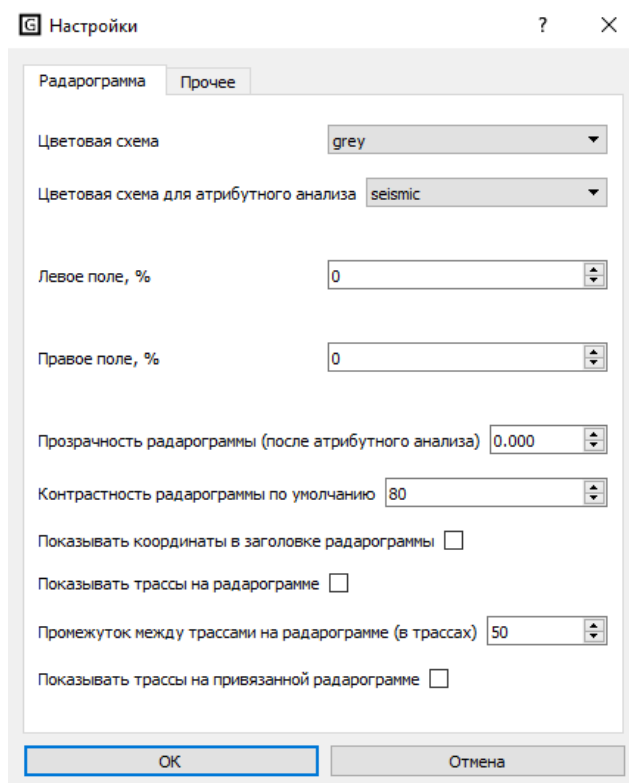 G Настройки ?
Радарограмма Прочее
Цветовая схема grey
Цветовая схема для атрибутного анализа seismic
Левое поле, % 0
Правое поле, % 0
Прозрачность радарограммы (после атрибутного анализа) 0.000
Контрастность радарограммы по умолчанию 80
Показывать координаты в заголовке радарограммы
Показывать трассы на радарограмме
Промежуток между трассами на радарограмме (в трассах) 50
Показывать трассы на привязанной радарограмме
OK Отмена